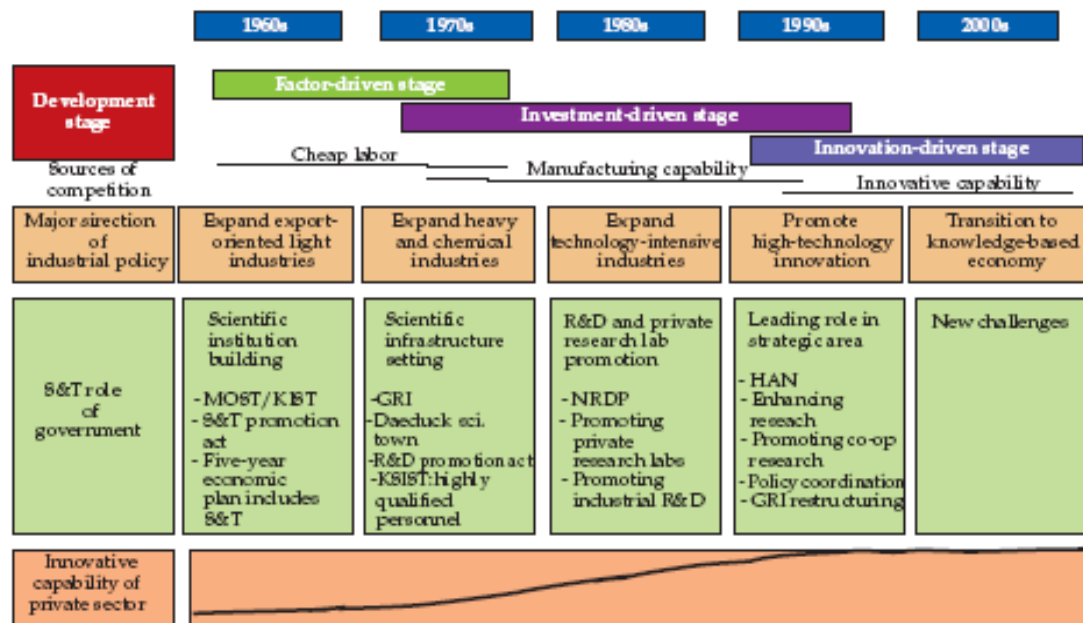 1960s
1970s
1980s
1990s
2000s
Development
stage
Factor-driven stage
Investment-driven stage
Innovation-driven stage
Sources of
competition
Cheap labor
Manufacturing capability
Innovative capability
Major sirection
of
industrial policy
Expand export-
oriented light
industries
Expand heavy
and chemical
industries
Expand
technology-intensive
industries
Promote
high-technology
innovation
Transition to
knowledge-based
economy
S&T role
of
government
Scientific
institution
building
- MOST/KIST
- S&T promotion
act
- Five-year
economic
plan includes
S&T
Scientific
infrastructure
setting
-GRI
-Daeduck sci.
town
-R&D promotion act
-KSIST:highly
qualified
personnel
R&D and private
research lab
promotion
- NRDP
- Promoting
private
research labs
- Promoting
industrial R&D
Leading role in
strategic area
- HAN
- Enhancing
reseach
- Promoting co-op
research
-Policy coordination
-GRI restructuring
New challenges
Innovative
capability of
private sector